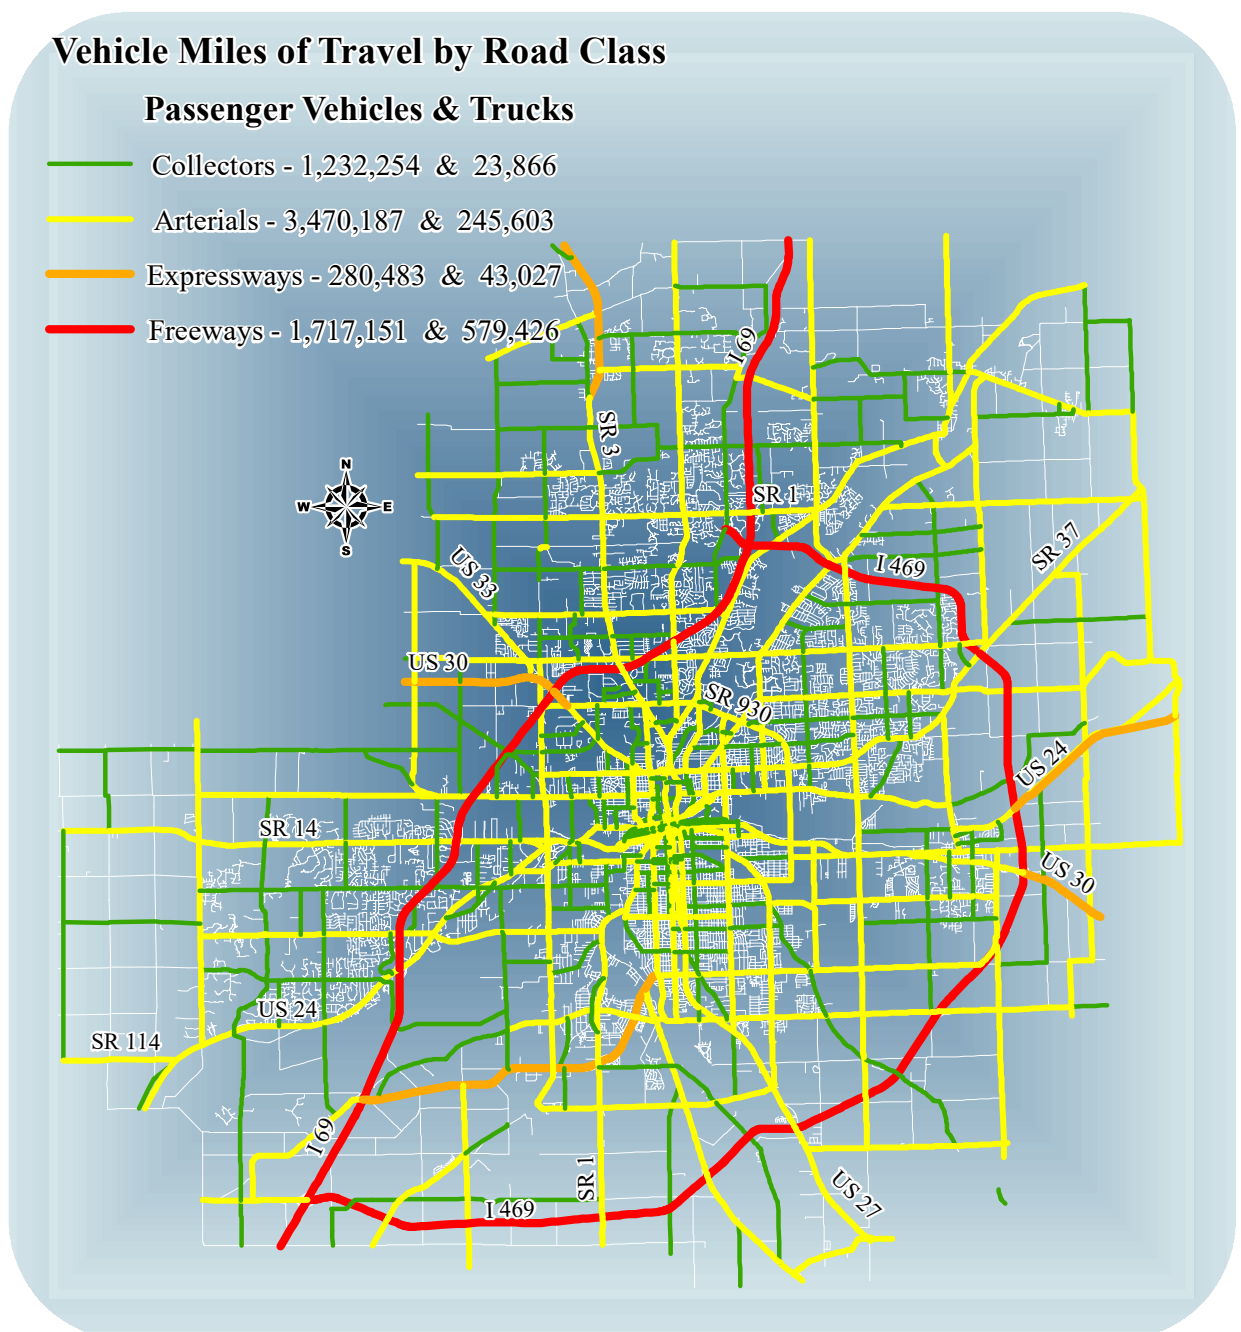 Vehicle Miles of Travel by Road Class
Passenger Vehicles & Trucks
Collectors - 1,232,254 & 23,866
Arterials - 3,470,187 & 245,603
Expressways - 280,483 & 43,027
Freeways - 1,717,151 & 579,426
I 69
SR 3
N
W E
S
SR 1
SR 37
US 33
I 469
US 30
SR 930
US 24
SR 14
US 30
US 24
SR 114
I 69
SR 1
US 27
I 469